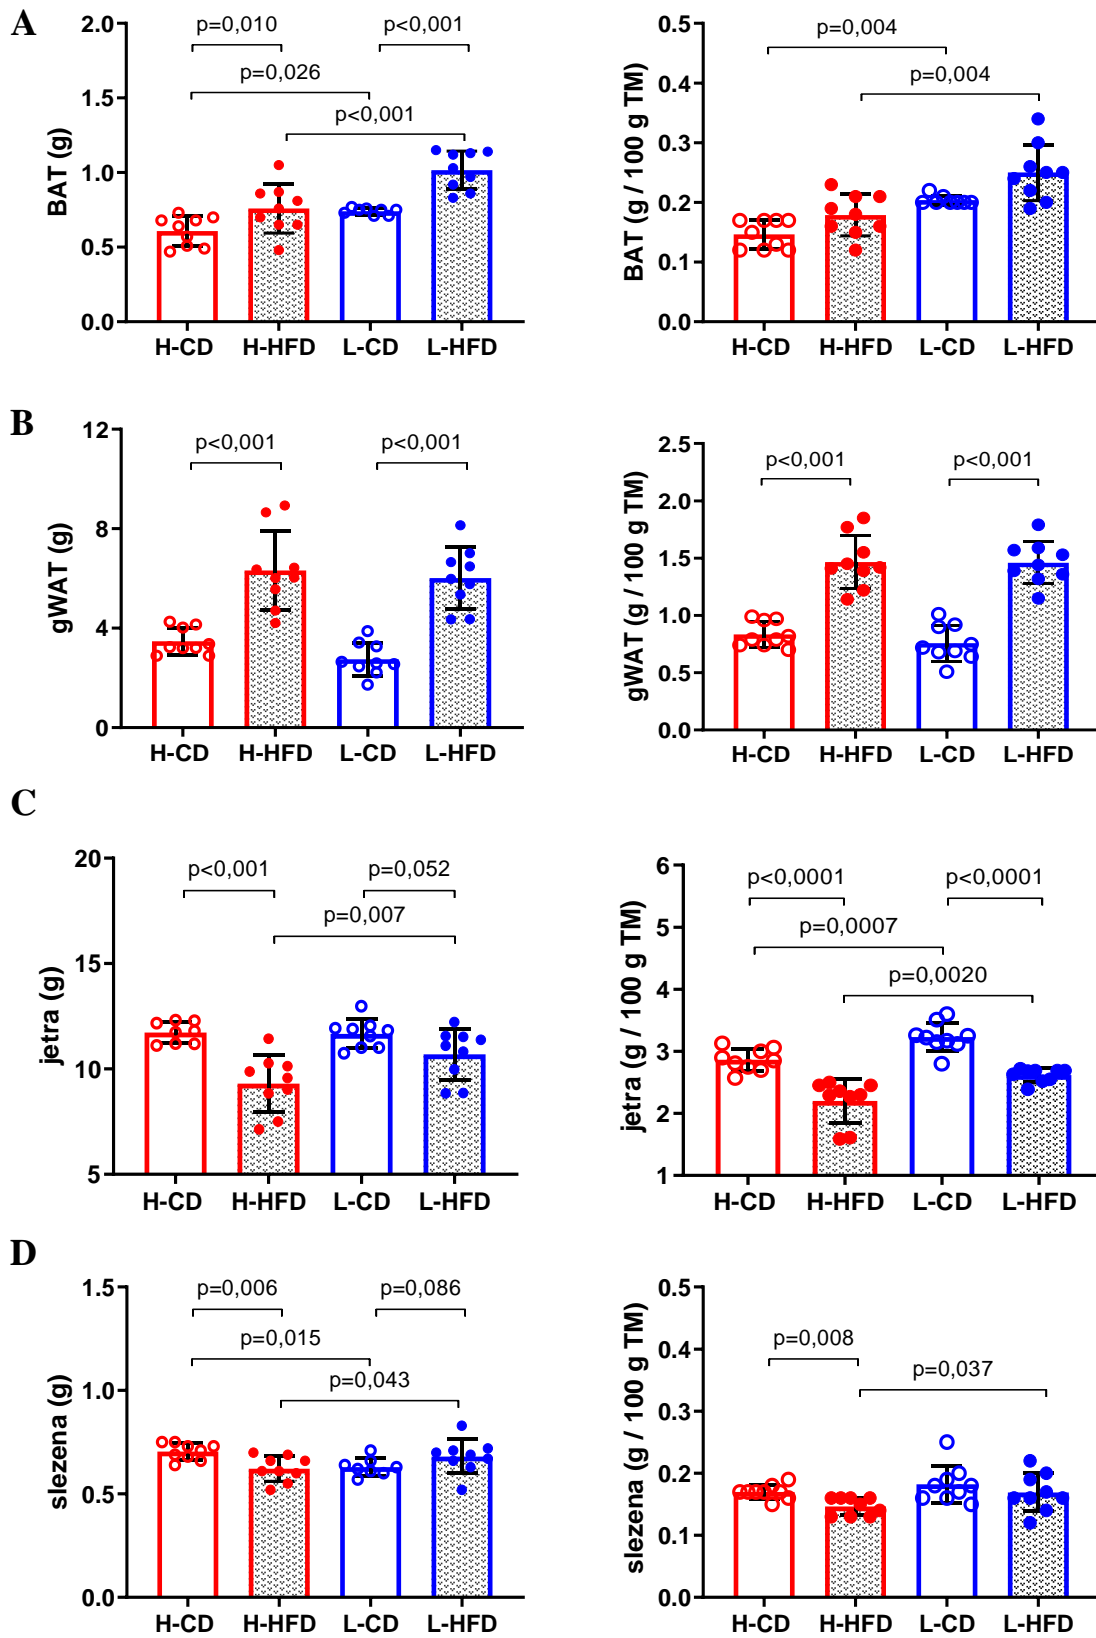 A
BAT (g)
2.0
1.5
1.0
0.5
0.0
p=0,010
p<0,001
p=0,026
p<0,001
H-CD H-HFD L-CD L-HFD
BAT (g / 100 g TM)
0.5
0.4
0.3
0.2
0.1
0.0
p=0,004
p=0,004
H-CD H-HFD L-CD L-HFD
B
gWAT (g)
12
8
4
0
p<0,001
p<0,001
H-CD H-HFD L-CD L-HFD
gWAT (g / 100 g TM)
2.5
2.0
1.5
1.0
0.5
0.0
p<0,001
p<0,001
H-CD H-HFD L-CD L-HFD
C
jetra (g)
20
15
10
5
p<0,001
p=0,052
p=0,007
H-CD H-HFD L-CD L-HFD
jetra (g / 100 g TM)
6
5
4
3
2
1
p<0,0001
p<0,0001
p=0,0007
p=0,0020
H-CD H-HFD L-CD L-HFD
D
slezena (g)
1.5
1.0
0.5
0.0
p=0,006
p=0,086
p=0,015
p=0,043
H-CD H-HFD L-CD L-HFD
slezena (g / 100 g TM)
0.5
0.4
0.3
0.2
0.1
0.0
p=0,008
p=0,037
H-CD H-HFD L-CD L-HFD